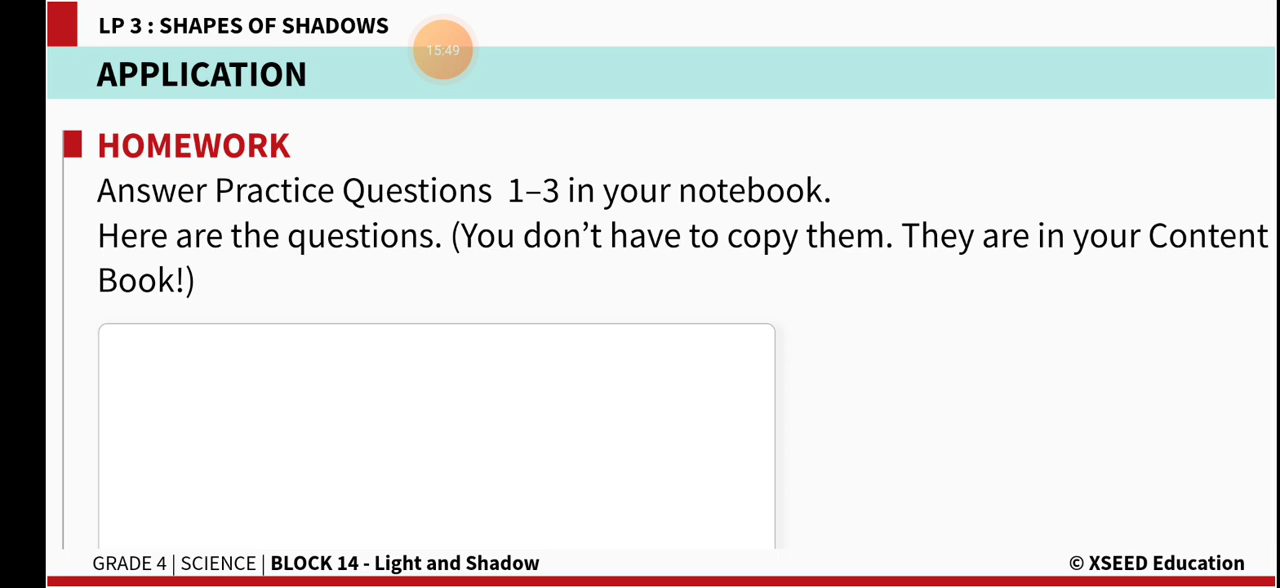 LP 3 : SHAPES OF SHADOWS
15:49
APPLICATION
HOMEWORK
Answer Practice Questions 1–3 in your notebook.
Here are the questions. (You don’t have to copy them. They are in your Content
Book!)
GRADE 4 | SCIENCE | BLOCK 14 - Light and Shadow
© XSEED Education